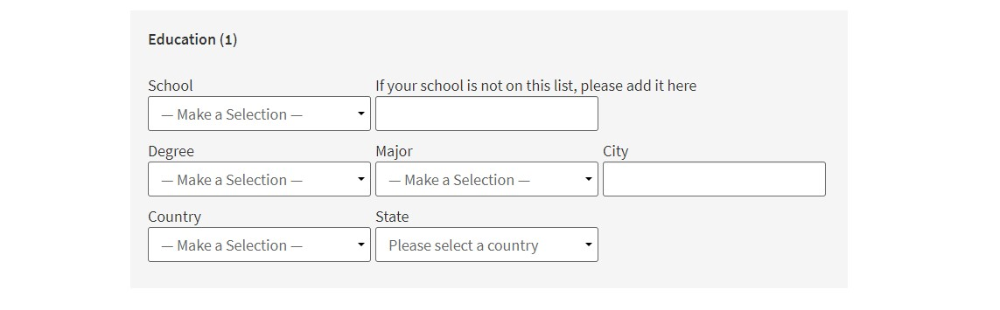 Education (1)
School If your school is not on this list, please add it here
— Make a Selection —
Degree Major City
— Make a Selection — — Make a Selection —
Country State
— Make a Selection — Please select a country